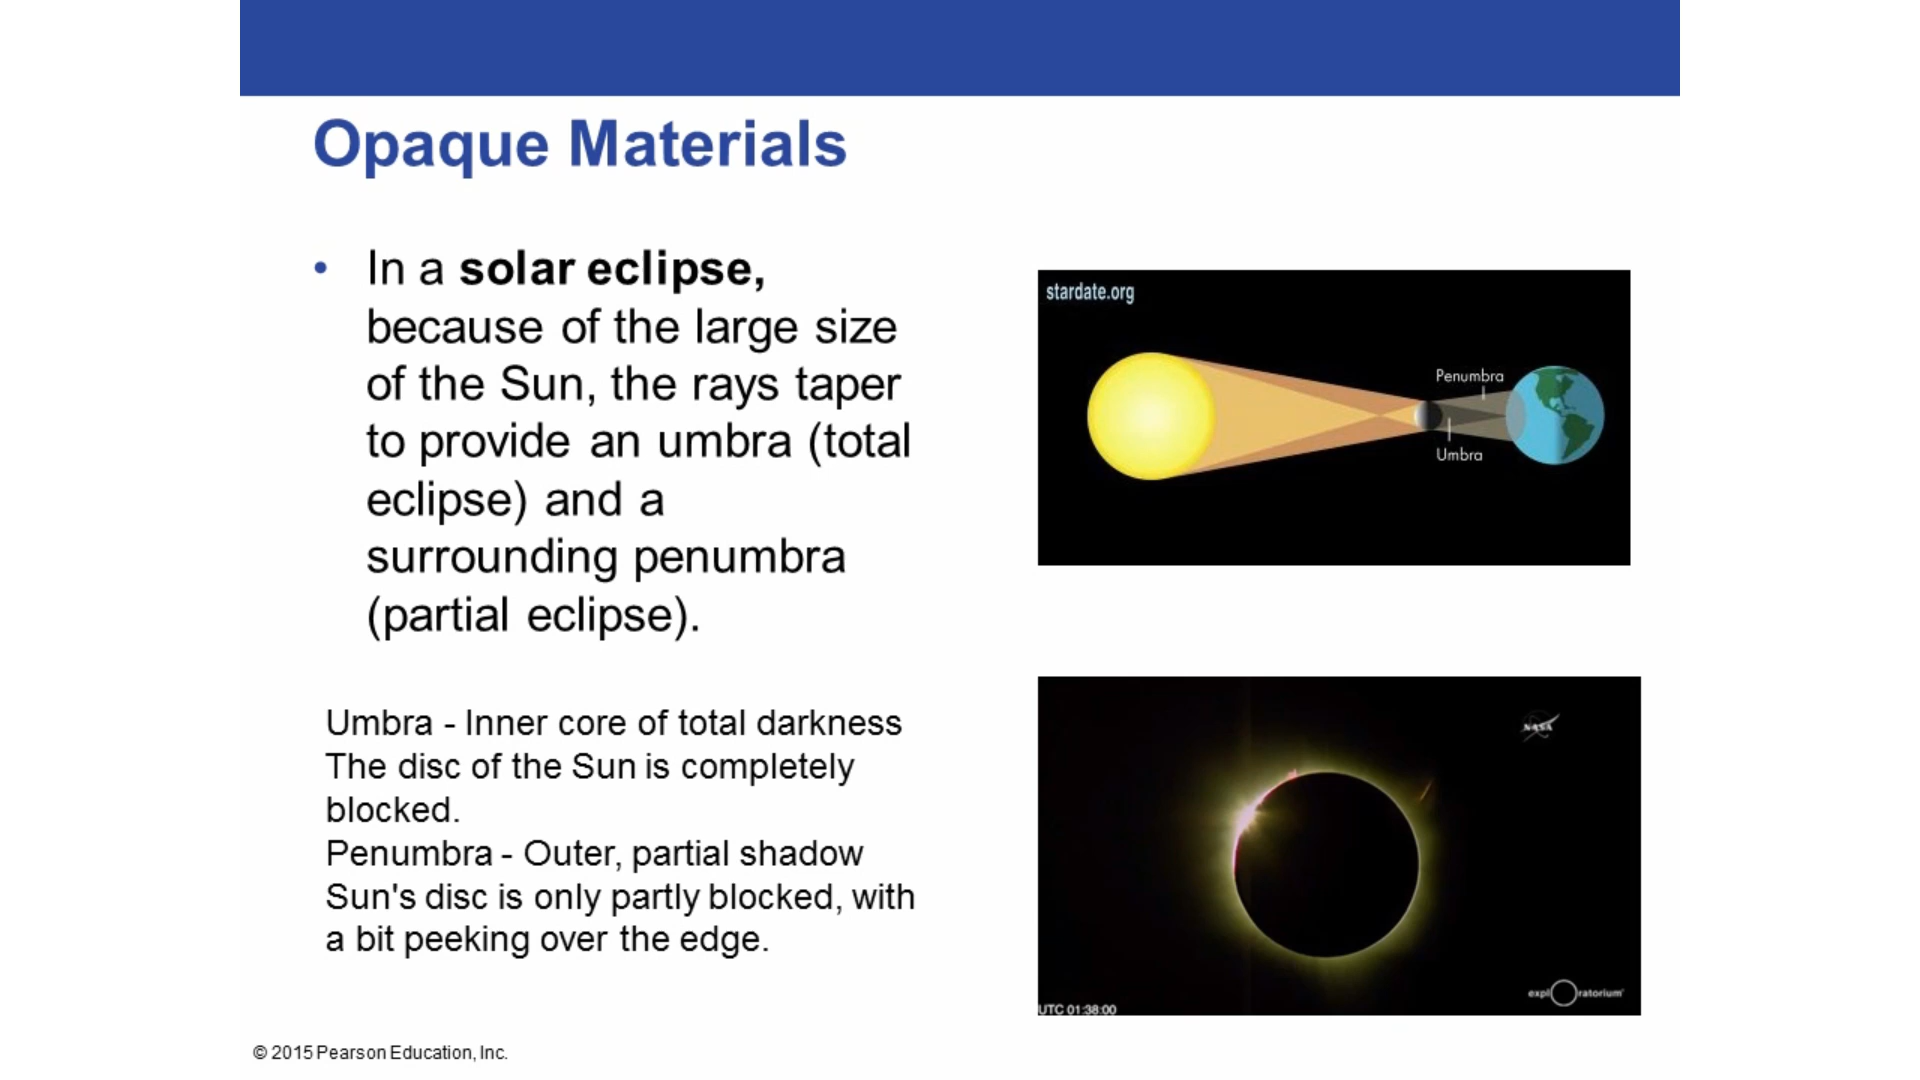 Opaque Materials
• In a solar eclipse,
because of the large size
of the Sun, the rays taper
to provide an umbra (total
eclipse) and a
surrounding penumbra
(partial eclipse).
Umbra - Inner core of total darkness
The disc of the Sun is completely
blocked.
Penumbra - Outer, partial shadow
Sun's disc is only partly blocked, with
a bit peeking over the edge.
stardate.org
Penumbra
Umbra
NASA
UTC 01:38:00
expl ratorium
© 2015 Pearson Education, Inc.